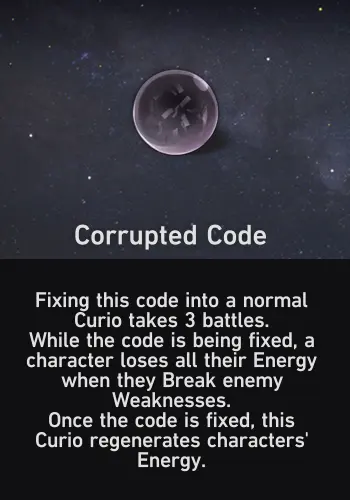 Corrupted Code
Fixing this code into a normal
Curio takes 3 battles.
While the code is being fixed, a
character loses all their Energy
when they Break enemy
Weaknesses.
Once the code is fixed, this
Curio regenerates characters'
Energy.